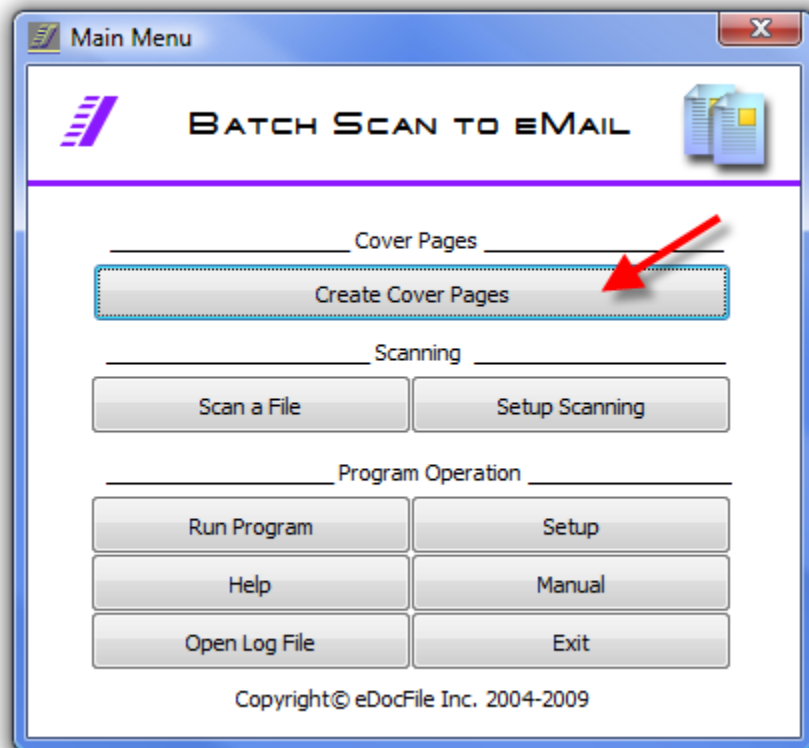 Main Menu
BATCH SCAN TO EMAIL
Cover Pages
Create Cover Pages
Scanning
Scan a File Setup Scanning
Program Operation
Run Program Setup
Help Manual
Open Log File Exit
Copyright© eDocFile Inc. 2004-2009